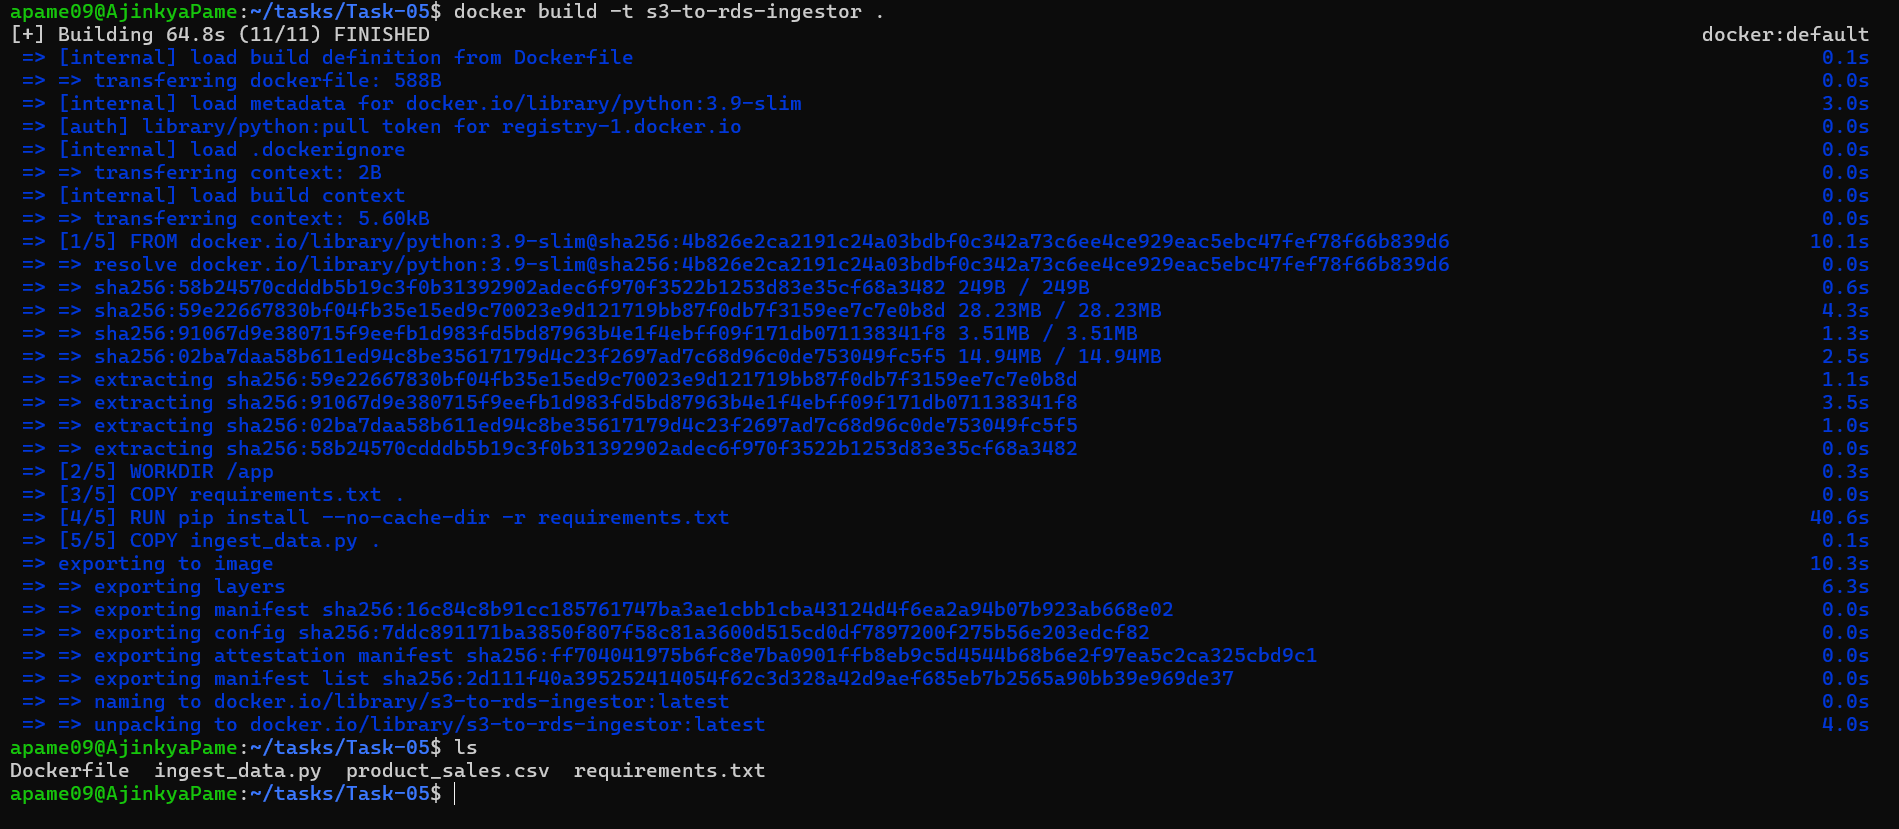 apame09@AjinkyaPame:~/tasks/Task-05$ docker build -t s3-to-rds-ingestor .
[+] Building 64.8s (11/11) FINISHED docker:default
=> [internal] load build definition from Dockerfile 0.1s
=> => transferring dockerfile: 588B 0.0s
=> [internal] load metadata for docker.io/library/python:3.9-slim 3.0s
=> [auth] library/python:pull token for registry-1.docker.io 0.0s
=> [internal] load .dockerignore 0.0s
=> => transferring context: 2B 0.0s
=> [internal] load build context 0.0s
=> => transferring context: 5.60kB 0.0s
=> [1/5] FROM docker.io/library/python:3.9-slim@sha256:4b826e2ca2191c24a03bdbf0c342a73c6ee4ce929eac5ebc47fef78f66b839d6 10.1s
=> => resolve docker.io/library/python:3.9-slim@sha256:4b826e2ca2191c24a03bdbf0c342a73c6ee4ce929eac5ebc47fef78f66b839d6 0.0s
=> => sha256:58b24570cdddb5b19c3f0b31392902adec6f970f3522b1253d83e35cf68a3482 249B / 249B 0.6s
=> => sha256:59e22667830bf04fb35e15ed9c70023e9d121719bb87f0db7f3159ee7c7e0b8d 28.23MB / 28.23MB 4.3s
=> => sha256:91067d9e380715f9eefb1d983fd5bd87963b4e1f4ebff09f171db071138341f8 3.51MB / 3.51MB 1.3s
=> => sha256:02ba7daa58b611ed94c8be35617179d4c23f2697ad7c68d96c0de753049fc5f5 14.94MB / 14.94MB 2.5s
=> => extracting sha256:59e22667830bf04fb35e15ed9c70023e9d121719bb87f0db7f3159ee7c7e0b8d 1.1s
=> => extracting sha256:91067d9e380715f9eefb1d983fd5bd87963b4e1f4ebff09f171db071138341f8 3.5s
=> => extracting sha256:02ba7daa58b611ed94c8be35617179d4c23f2697ad7c68d96c0de753049fc5f5 1.0s
=> => extracting sha256:58b24570cdddb5b19c3f0b31392902adec6f970f3522b1253d83e35cf68a3482 0.0s
=> [2/5] WORKDIR /app 0.3s
=> [3/5] COPY requirements.txt . 0.0s
=> [4/5] RUN pip install --no-cache-dir -r requirements.txt 40.6s
=> [5/5] COPY ingest_data.py . 0.1s
=> exporting to image 10.3s
=> => exporting layers 6.3s
=> => exporting manifest sha256:16c84c8b91cc185761747ba3ae1cbb1cba43124d4f6ea2a94b07b923ab668e02 0.0s
=> => exporting config sha256:7ddc891171ba3850f807f58c81a3600d515cd0df7897200f275b56e203edcf82 0.0s
=> => exporting attestation manifest sha256:ff704041975b6fc8e7ba0901ffb8eb9c5d4544b68b6e2f97ea5c2ca325cbd9c1 0.0s
=> => exporting manifest list sha256:2d111f40a395252414054f62c3d328a42d9aef685eb7b2565a90bb39e969de37 0.0s
=> => naming to docker.io/library/s3-to-rds-ingestor:latest 0.0s
=> => unpacking to docker.io/library/s3-to-rds-ingestor:latest 4.0s
apame09@AjinkyaPame:~/tasks/Task-05$ ls
Dockerfile ingest_data.py product_sales.csv requirements.txt
apame09@AjinkyaPame:~/tasks/Task-05$